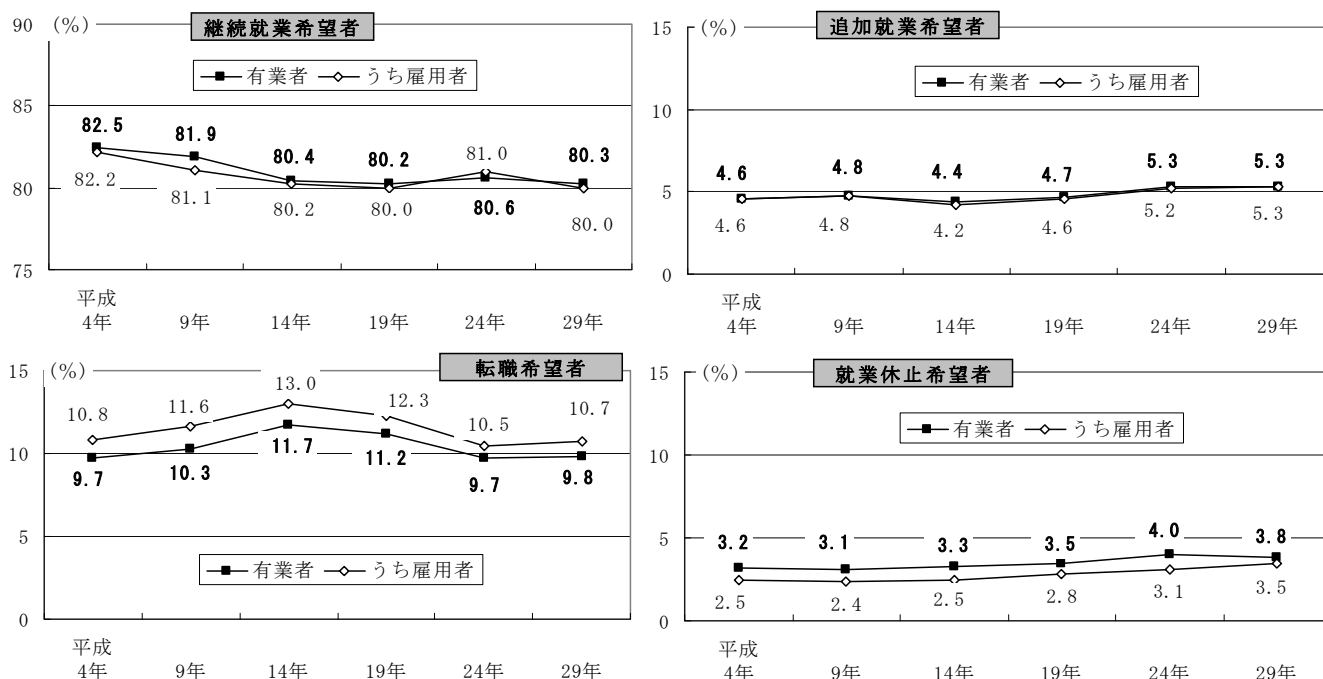 継続就業希望者
(%)
有業者 うち雇用者
90
85
80
75
82.5 81.9 80.4 80.2 81.0 80.3
82.2 81.1 80.2 80.0 80.6 80.0
平成
4年 9年 14年 19年 24年 29年
追加就業希望者
(%)
有業者 うち雇用者
15
10
5
0
4.6 4.8 4.4 4.7 5.3 5.3
4.6 4.8 4.2 4.6 5.2 5.3
平成
4年 9年 14年 19年 24年 29年
転職希望者
(%)
15
10
5
0
10.8 11.6 13.0 12.3 10.5 10.7
9.7 10.3 11.7 11.2 9.7 9.8
有業者 うち雇用者
平成
4年 9年 14年 19年 24年 29年
就業休止希望者
(%)
有業者 うち雇用者
15
10
5
0
3.2 3.1 3.3 3.5 4.0 3.8
2.5 2.4 2.5 2.8 3.1 3.5
平成
4年 9年 14年 19年 24年 29年